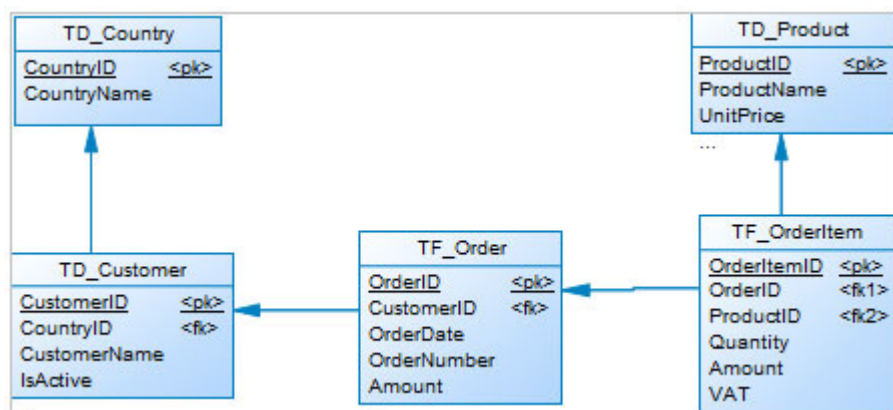 TD_Country
CountryID <pk>
CountryName
TD_Product
ProductID <pk>
ProductName
UnitPrice
...
TD_Customer
CustomerID <pk>
CountryID <fk>
CustomerName
IsActive
TF_Order
OrderID <pk>
CustomerID <fk>
OrderDate
OrderNumber
Amount
TF_OrderItem
OrderItemID <pk>
OrderID <fk1>
ProductID <fk2>
Quantity
Amount
VAT